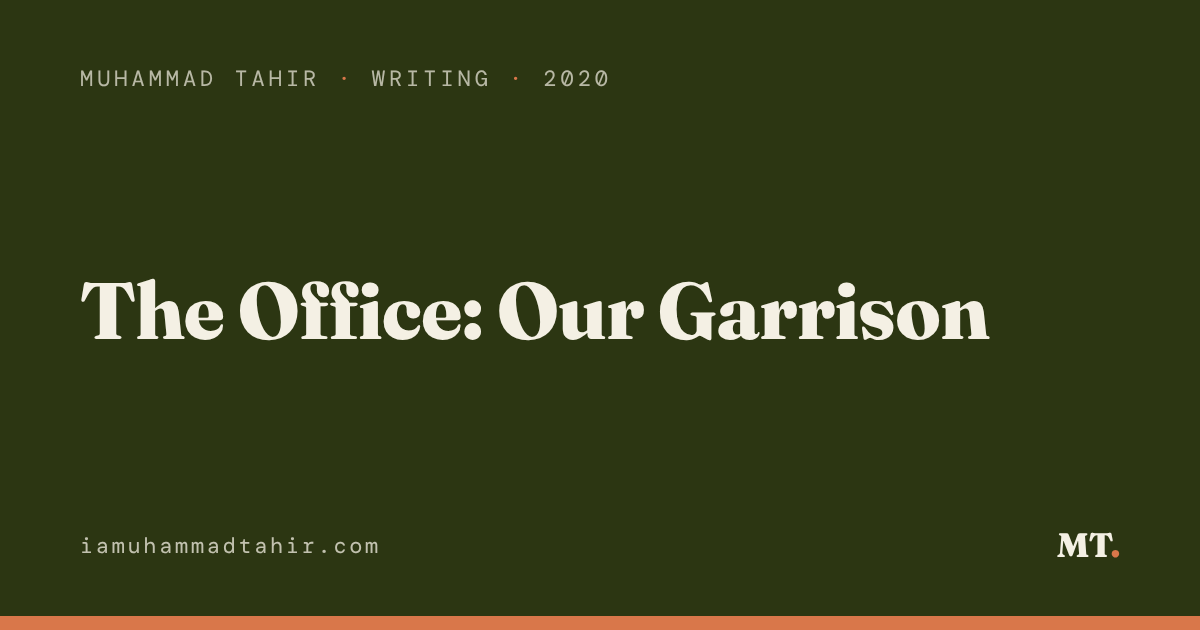 MUHAMMAD TAHIR · WRITING · 2020
The Office: Our Garrison
iamuhammadtahir.com
MT.